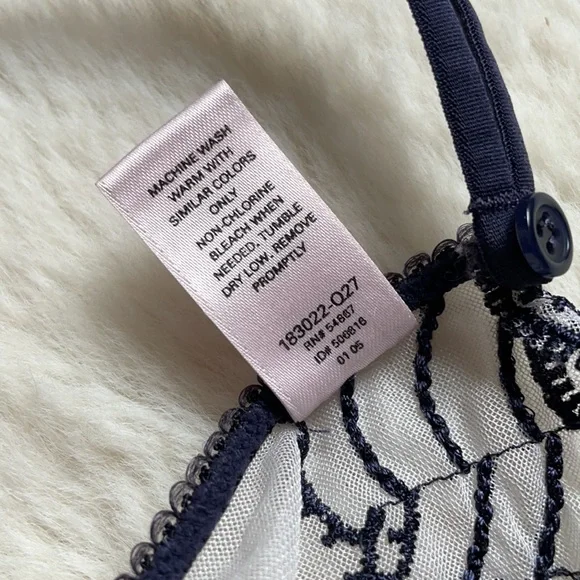 MACHINE WASH
WARM WITH
SIMILAR COLORS
ONLY
NON-CHLORINE
BLEACH WHEN
NEEDED, TUMBLE
DRY LOW, REMOVE
PROMPTLY
183022-Q27
RN# 54867
ID# 500816
01 05